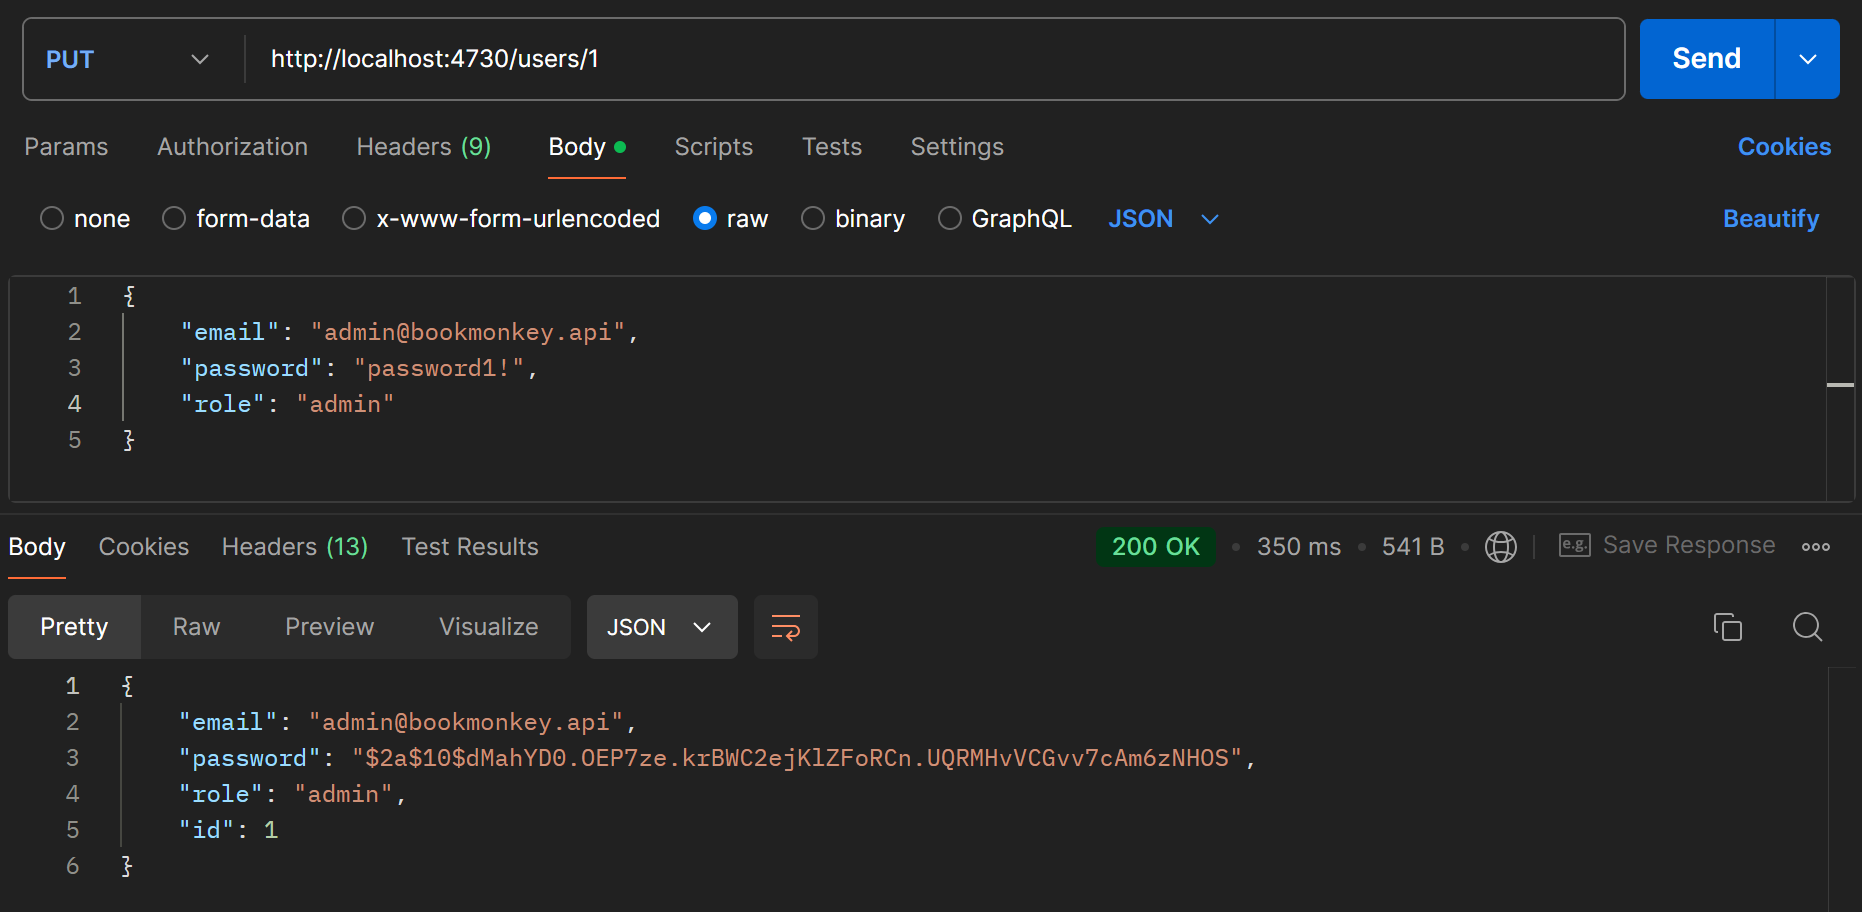 PUT http://localhost:4730/users/1 Send
Params Authorization Headers (9) Body Scripts Tests Settings Cookies
none form-data x-www-form-urlencoded raw binary GraphQL JSON Beautify
1 {
2 "email": "admin@bookmonkey.api",
3 "password": "password1!",
4 "role": "admin"
5 }
Body Cookies Headers (13) Test Results 200 OK 350 ms 541 B e.g. Save Response
Pretty Raw Preview Visualize JSON
1 {
2 "email": "admin@bookmonkey.api",
3 "password": "$2a$10$dMahYD0.OEP7ze.krBWC2ejKlZFoRCn.UQRMHvVCGvv7cAm6zNHOS",
4 "role": "admin",
5 "id": 1
6 }